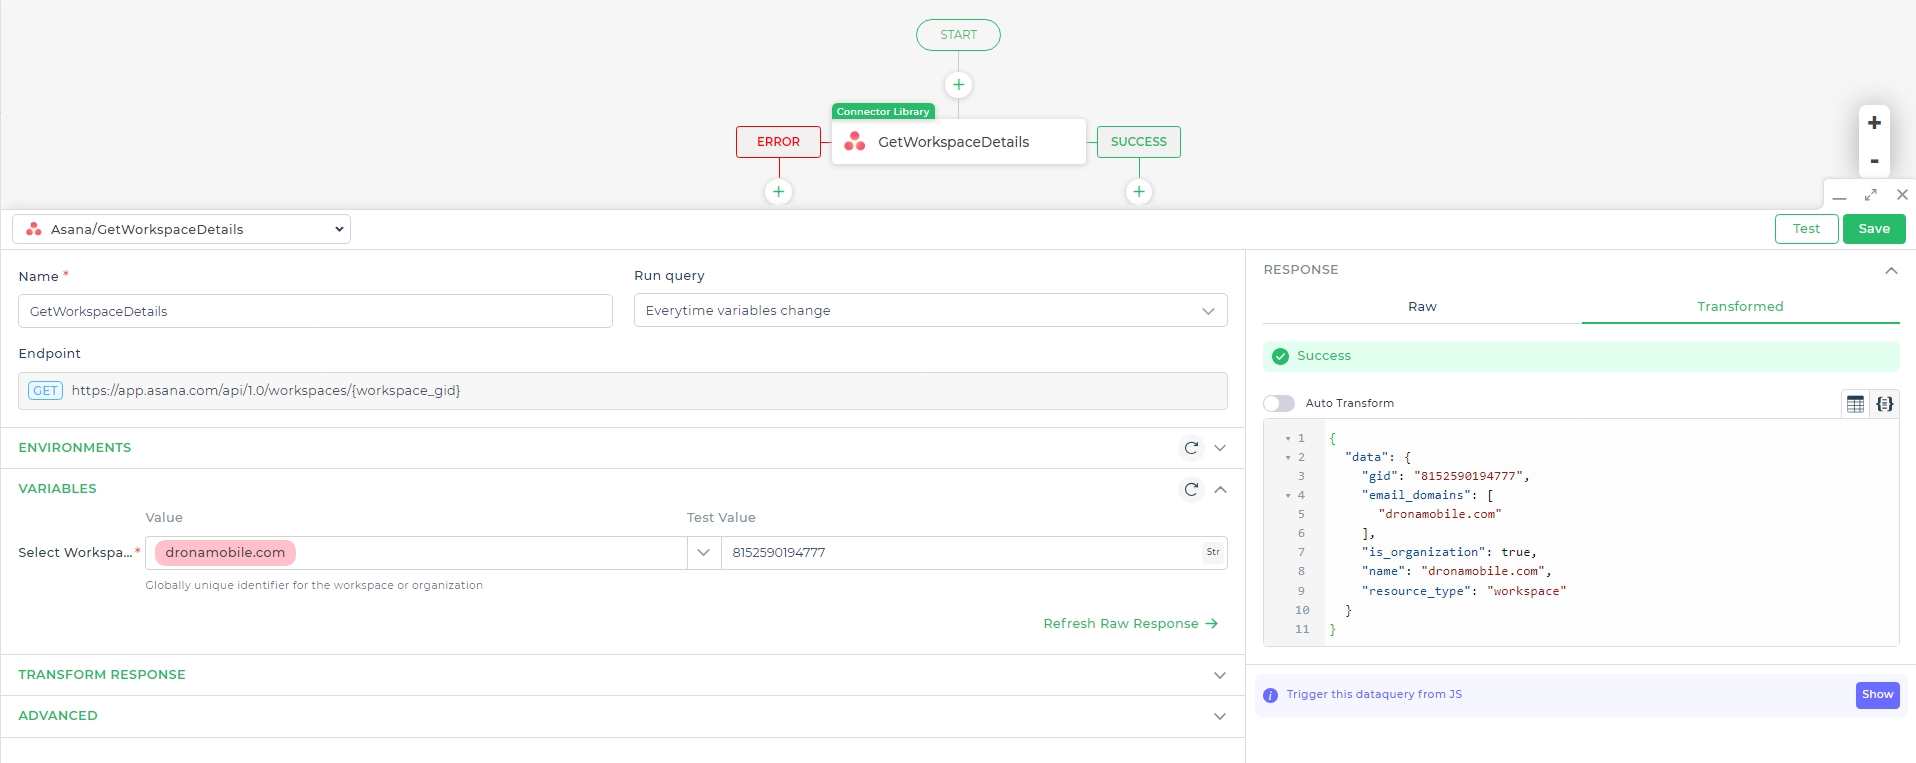 START
+
Connector Library
ERROR
GetWorkspaceDetails
SUCCESS
+
+
+
-
Asana/GetWorkspaceDetails
Test
Save
Name *
GetWorkspaceDetails
Run query
Everytime variables change
Endpoint
GET https://app.asana.com/api/1.0/workspaces/{workspace_gid}
ENVIRONMENTS
VARIABLES
Value
Test Value
Select Workspa... *
dronamobile.com
8152590194777
Str
Globally unique identifier for the workspace or organization
Refresh Raw Response →
TRANSFORM RESPONSE
ADVANCED
RESPONSE
Raw
Transformed
Success
Auto Transform
1 {
2 "data": {
3 "gid": "8152590194777",
4 "email_domains": [
5 "dronamobile.com"
6 ],
7 "is_organization": true,
8 "name": "dronamobile.com",
9 "resource_type": "workspace"
10 }
11 }
i Trigger this dataquery from JS
Show